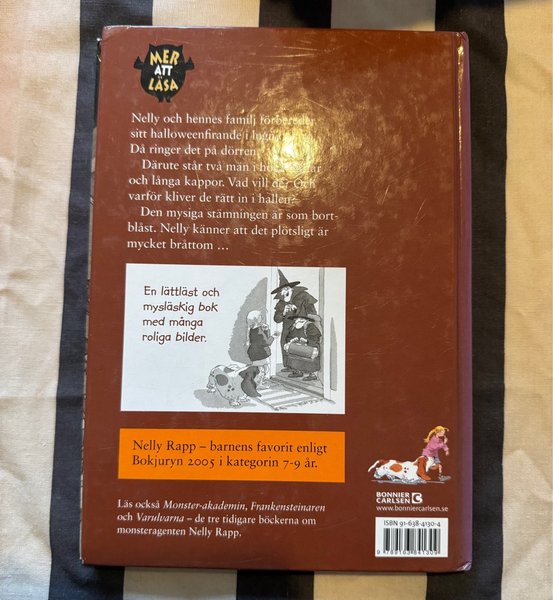 MER
ATT
LÄSA
Nelly och hennes familj förbereder
sitt halloweenfirande i lugn
Då ringer det på dörren.
Därute står två män i
och långa kappor. Vad vill de? Och
varför kliver de rätt in i hallen?
Den mysiga stämningen är som bort-
blåst. Nelly känner att det plötsligt är
mycket bråttom …
En lättläst och
mysläskig bok
med många
roliga bilder.
Nelly Rapp – barnens favorit enligt
Bokjuryn 2005 i kategorin 7-9 år.
Läs också Monster-akademin, Frankensteinaren
och Varulvarna – de tre tidigare böckerna om
monsteragenten Nelly Rapp.
BONNIER
CARLSEN
www.bonniercarlsen.se
ISBN 91-638-4130-4
9 789163 841309